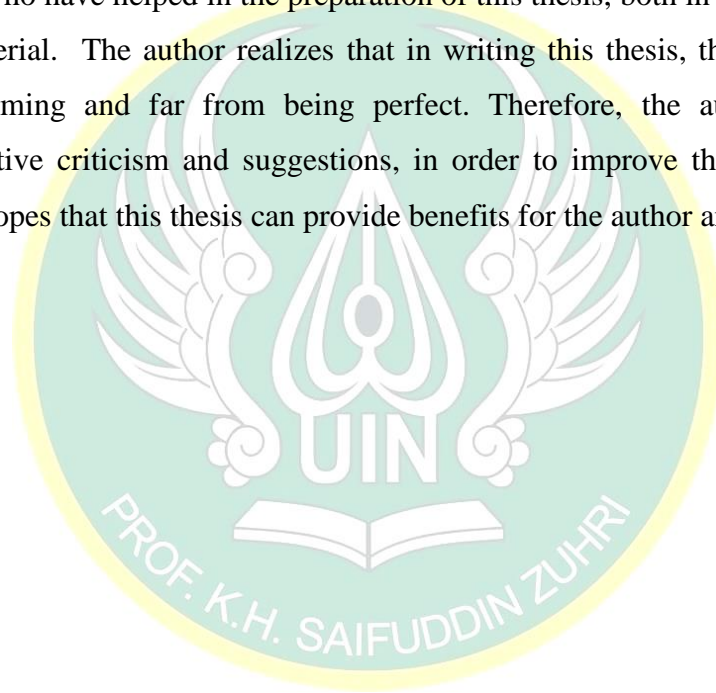 who have helped in the preparation of this thesis, both in
erial. The author realizes that in writing this thesis, th
ming and far from being perfect. Therefore, the au
tive criticism and suggestions, in order to improve th
opes that this thesis can provide benefits for the author a
UIN
PROF. K.H. SAIFUDDIN ZUHRI